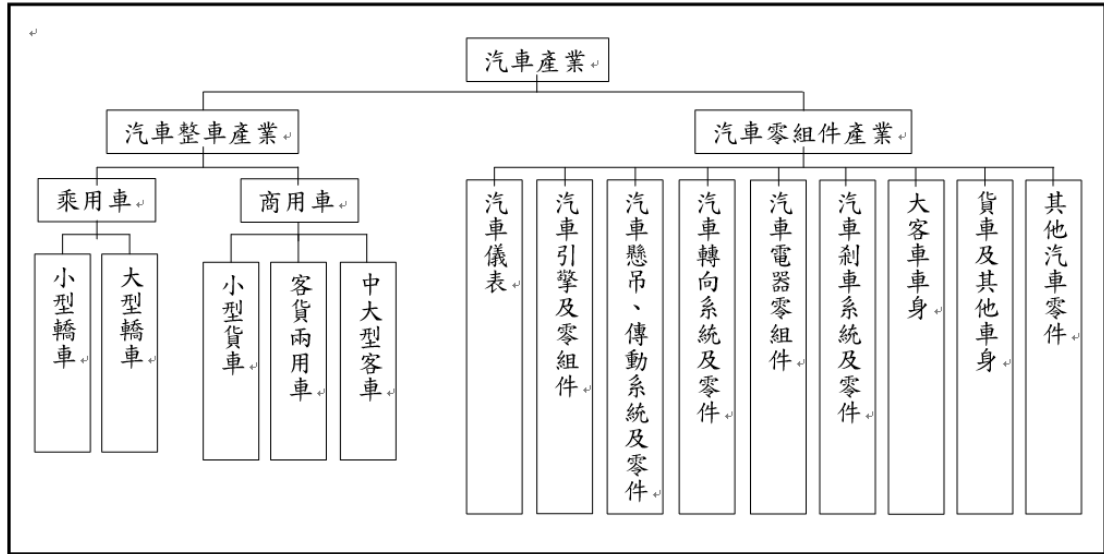 汽車產業
汽車整車產業
汽車零組件產業
乘用車
商用車
小型轎車
大型轎車
小型貨車
客貨兩用車
中大型客車
汽車儀表
汽車引擎及零組件
汽車懸吊、傳動系統及零件
汽車轉向系統及零件
汽車電器零組件
汽車剎車系統及零件
大客車車身
貨車及其他車身
其他汽車零件